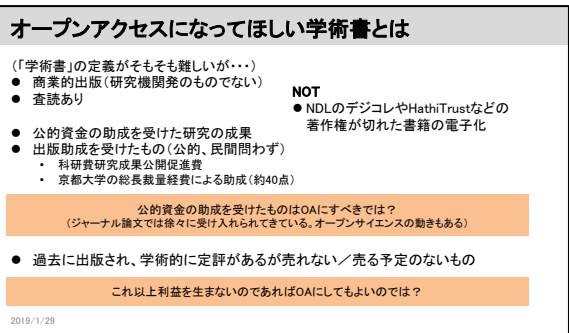 オープンアクセスになってほしい学術書とは
(「学術書」の定義がそもそも難しいが・・・)
● 商業的出版(研究機関発のものでない)
● 査読あり
NOT
● NDLのデジコレやHathiTrustなどの
著作権が切れた書籍の電子化
● 公的資金の助成を受けた研究の成果
● 出版助成を受けたもの(公的、民間問わず)
・ 科研費研究成果公開促進費
・ 京都大学の総長裁量経費による助成(約40点)
公的資金の助成を受けたものはOAにすべきでは?
(ジャーナル論文では徐々に受け入れられてきている。オープンサイエンスの動きもある)
● 過去に出版され、学術的に定評があるが売れない/売る予定のないもの
これ以上利益を生まないのであればOAにしてもよいのでは?
2019/1/29